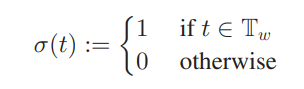 σ(t) := { 1 if t ∈ 𝕋_w
0 otherwise